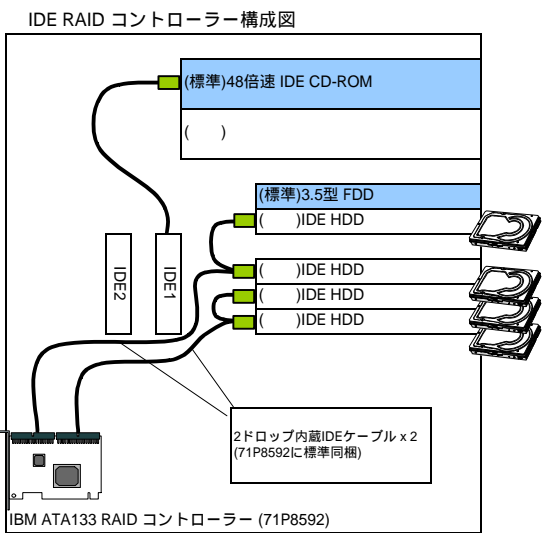 IDE RAID コントローラー構成図
(標準)48倍速 IDE CD-ROM
(　　)
(標準)3.5型 FDD
(　　)IDE HDD
(　　)IDE HDD
(　　)IDE HDD
(　　)IDE HDD
IDE2
IDE1
2ドロップ内蔵IDEケーブル x 2
(71P8592に標準同梱)
IBM ATA133 RAID コントローラー (71P8592)